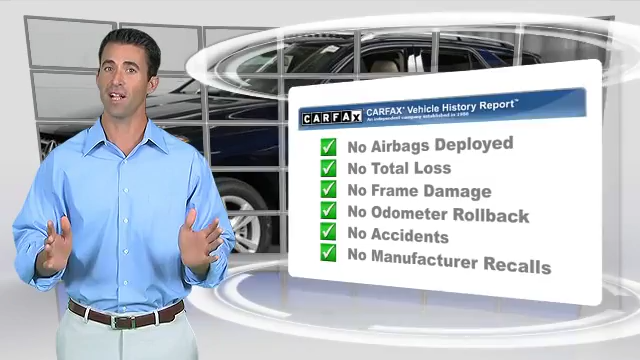 CARFAX CARFAX® Vehicle History Report™
An independent company established in 1986
No Airbags Deployed
No Total Loss
No Frame Damage
No Odometer Rollback
No Accidents
No Manufacturer Recalls